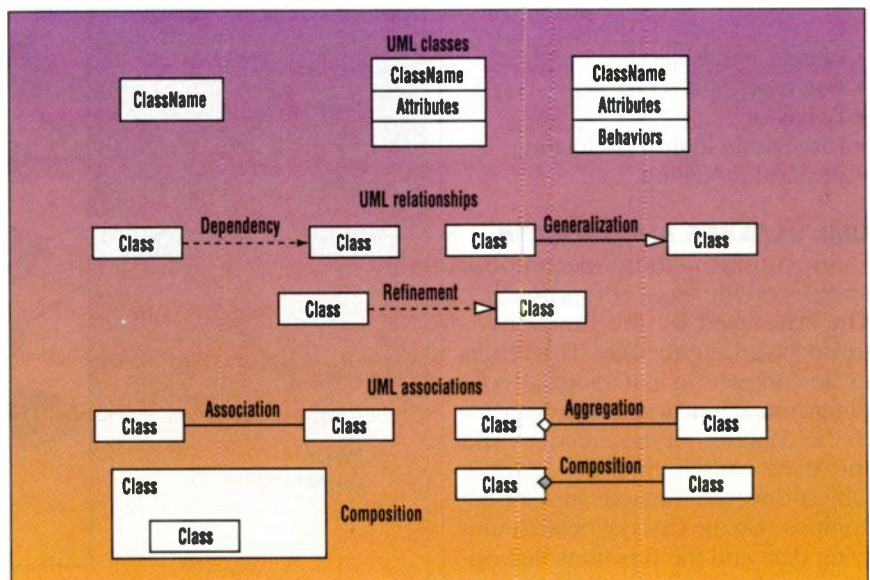 UML classes
ClassName
ClassName
Attributes
ClassName
Attributes
Behaviors
UML relationships
Class
Dependency
Class
Class
Generalization
Class
Class
Refinement
Class
UML associations
Class
Association
Class
Class
Aggregation
Class
Class
Class
Composition
Class
Composition
Class